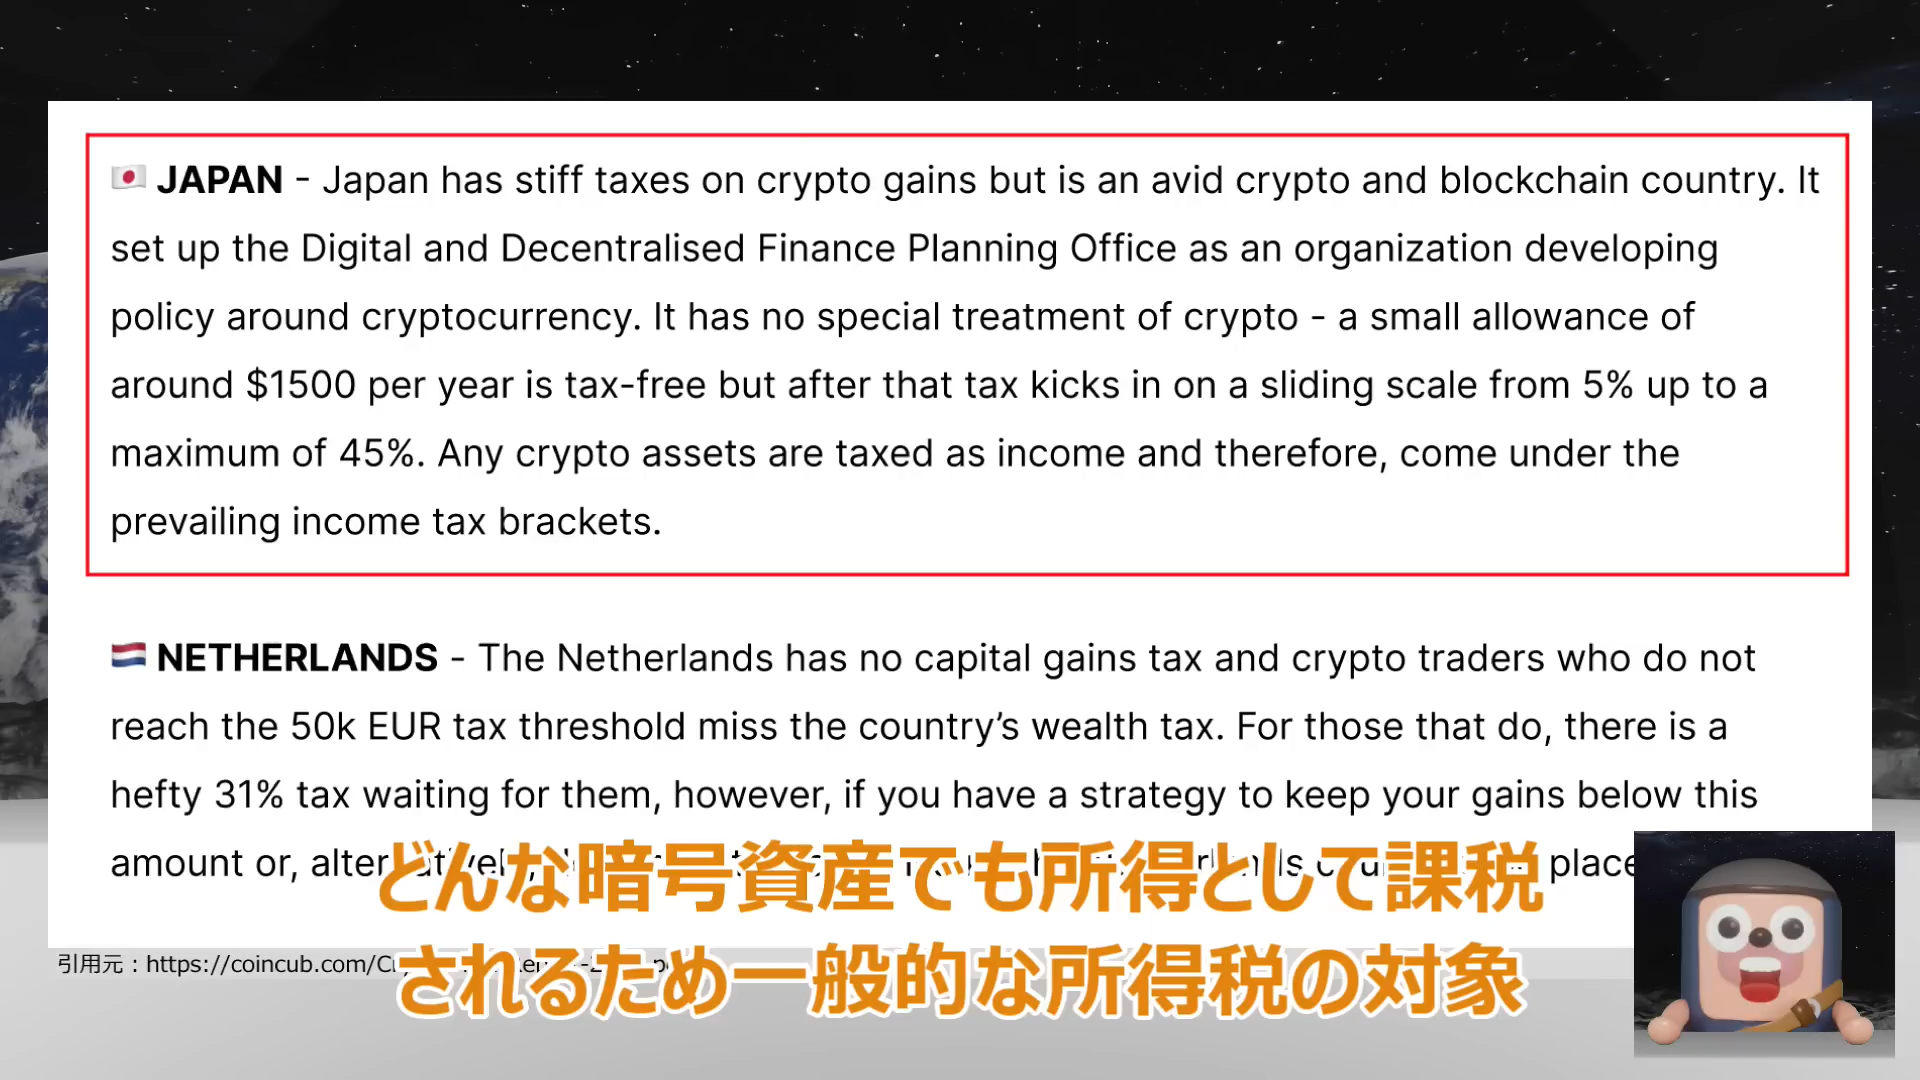 JAPAN - Japan has stiff taxes on crypto gains but is an avid crypto and blockchain country. It
set up the Digital and Decentralised Finance Planning Office as an organization developing
policy around cryptocurrency. It has no special treatment of crypto - a small allowance of
around $1500 per year is tax-free but after that tax kicks in on a sliding scale from 5% up to a
maximum of 45%. Any crypto assets are taxed as income and therefore, come under the
prevailing income tax brackets.
NETHERLANDS - The Netherlands has no capital gains tax and crypto traders who do not
reach the 50k EUR tax threshold miss the country’s wealth tax. For those that do, there is a
hefty 31% tax waiting for them, however, if you have a strategy to keep your gains below this
amount or, place
どんな暗号資産でも所得として課税
されるため一般的な所得税の対象
引用元：https://coincub.com/